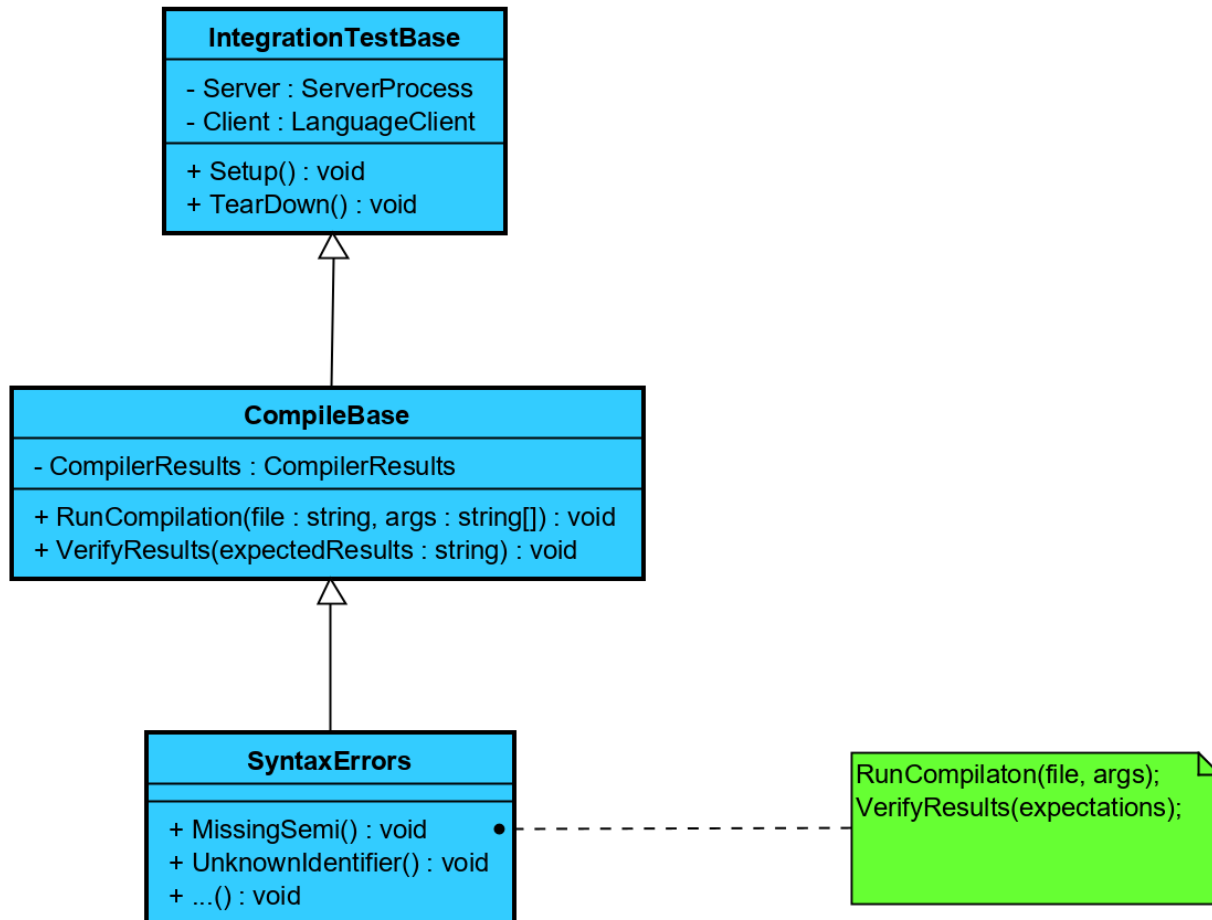 IntegrationTestBase
- Server : ServerProcess
- Client : LanguageClient
+ Setup() : void
+ TearDown() : void
CompileBase
- CompilerResults : CompilerResults
+ RunCompilation(file : string, args : string[]) : void
+ VerifyResults(expectedResults : string) : void
SyntaxErrors
+ MissingSemi() : void
+ UnknownIdentifier() : void
+ ...() : void
RunCompilaton(file, args);
VerifyResults(expectations);